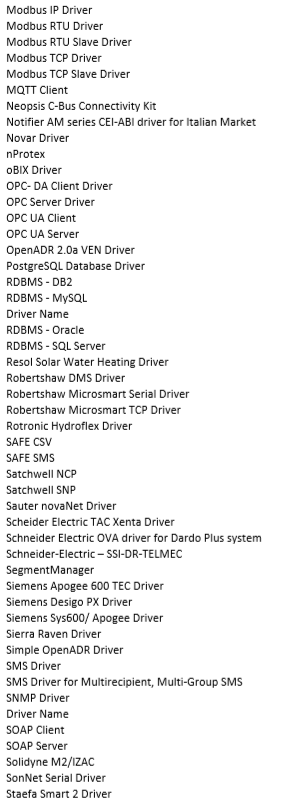 Modbus IP Driver
Modbus RTU Driver
Modbus RTU Slave Driver
Modbus TCP Driver
Modbus TCP Slave Driver
MQTT Client
Neopsis C-Bus Connectivity Kit
Notifier AM series CEI-ABI driver for Italian Market
Novar Driver
nProtex
oBIX Driver
OPC- DA Client Driver
OPC Server Driver
OPC UA Client
OPC UA Server
OpenADR 2.0a VEN Driver
PostgreSQL Database Driver
RDBMS - DB2
RDBMS - MySQL
Driver Name
RDBMS - Oracle
RDBMS - SQL Server
Resol Solar Water Heating Driver
Robertshaw DMS Driver
Robertshaw Microsmart Serial Driver
Robertshaw Microsmart TCP Driver
Rotronic Hydroflex Driver
SAFE CSV
SAFE SMS
Satchwell NCP
Satchwell SNP
Sauter novaNet Driver
Scheider Electric TAC Xenta Driver
Schneider Electric OVA driver for Dardo Plus system
Schneider-Electric – SSI-DR-TELMEC
SegmentManager
Siemens Apogee 600 TEC Driver
Siemens Desigo PX Driver
Siemens Sys600/ Apogee Driver
Sierra Raven Driver
Simple OpenADR Driver
SMS Driver
SMS Driver for Multirecipient, Multi-Group SMS
SNMP Driver
Driver Name
SOAP Client
SOAP Server
Solidyne M2/IZAC
SonNet Serial Driver
Staefa Smart 2 Driver